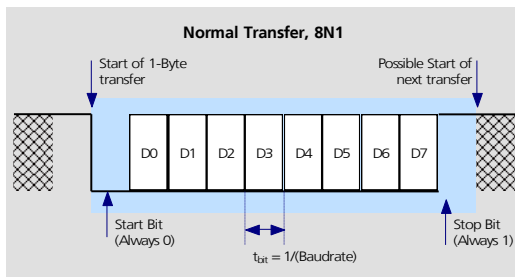 Normal Transfer, 8N1
Start of 1-Byte
transfer
Possible Start of
next transfer
D0 D1 D2 D3 D4 D5 D6 D7
Start Bit
(Always 0)
Stop Bit
(Always 1)
tbit = 1/(Baudrate)